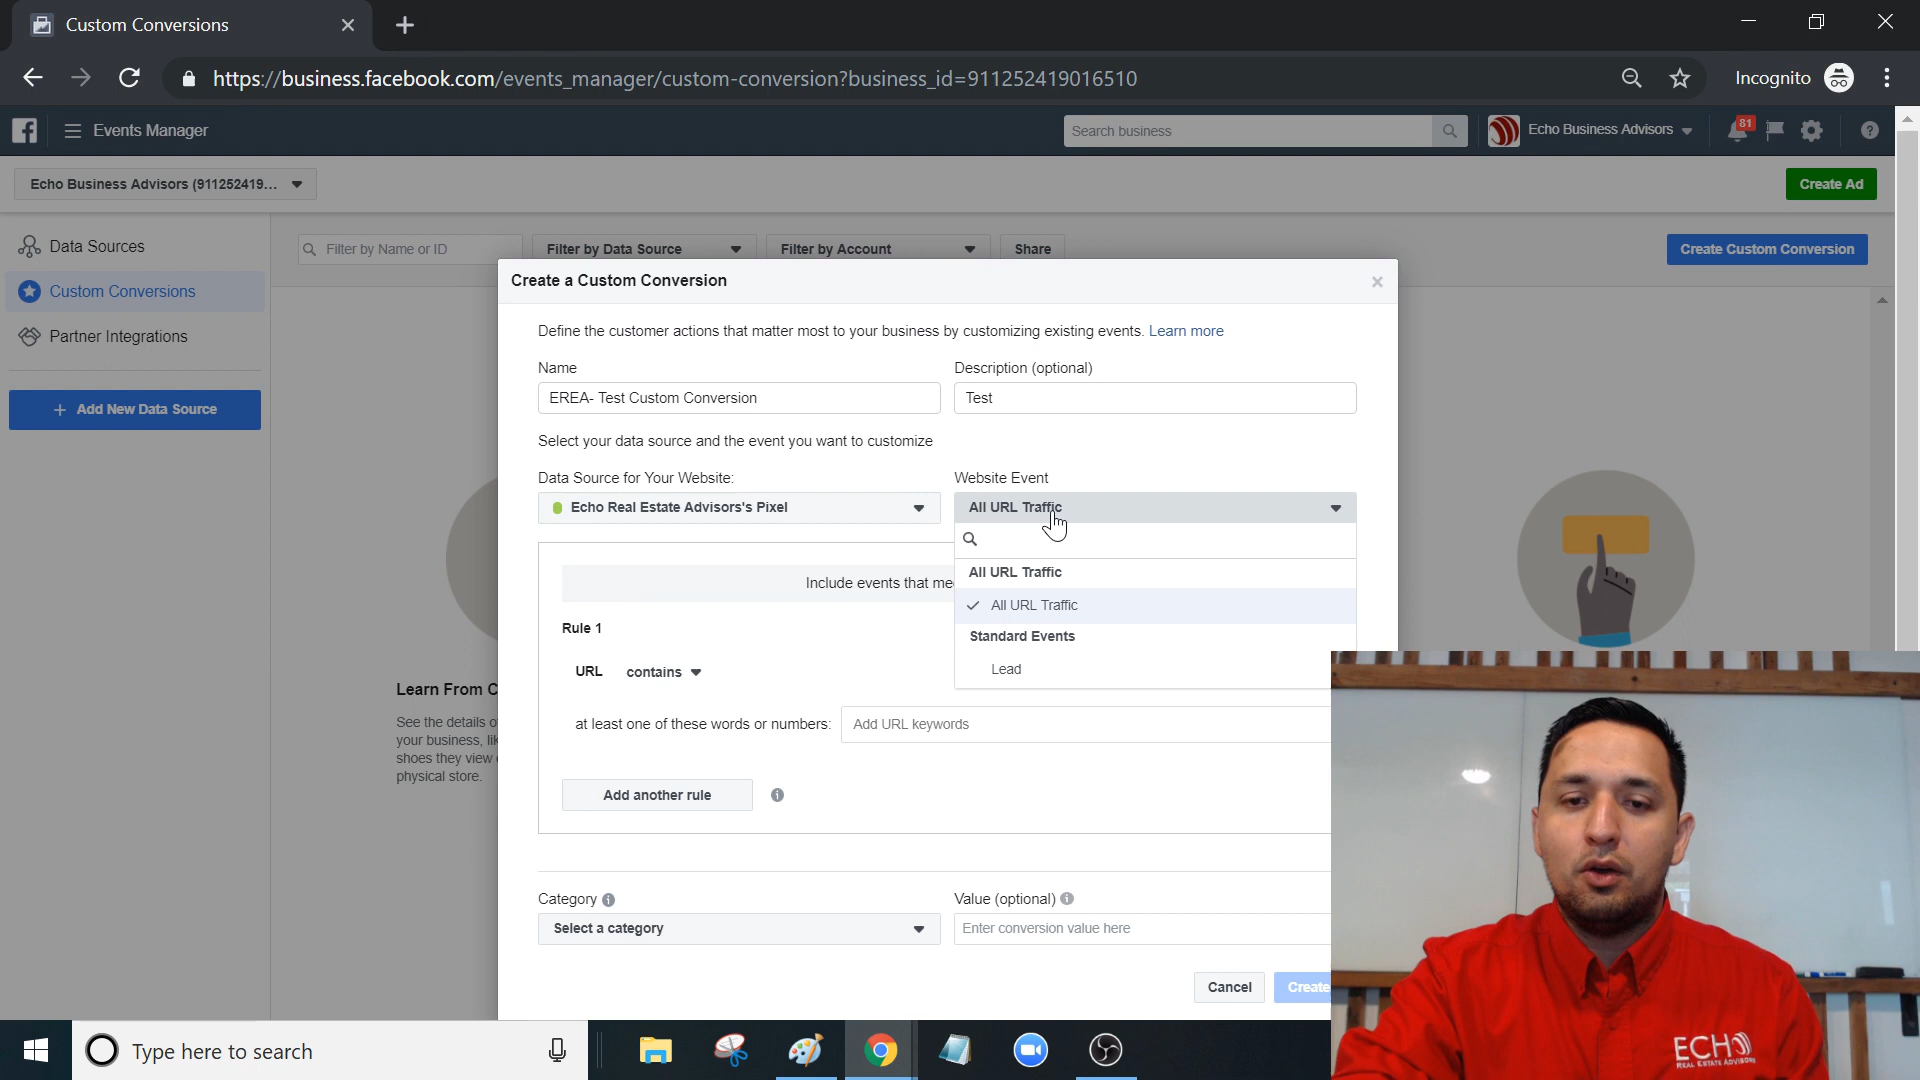 Custom Conversions
https://business.facebook.com/events_manager/custom-conversion?business_id=911252419016510
Incognito
Events Manager
Search business
Echo Business Advisors
81
Echo Business Advisors (911252419...
Create Ad
Data Sources
Filter by Name or ID
Filter by Data Source
Filter by Account
Share
Create Custom Conversion
Create a Custom Conversion
Custom Conversions
Define the customer actions that matter most to your business by customizing existing events. Learn more
Partner Integrations
Name
Description (optional)
EREA- Test Custom Conversion
Test
+ Add New Data Source
Select your data source and the event you want to customize
Data Source for Your Website:
Website Event
Echo Real Estate Advisors's Pixel
All URL Traffic
Include events that me
All URL Traffic
All URL Traffic
Rule 1
Standard Events
URL contains
Lead
Learn From C
See the details o
your business, lik
shoes they view
physical store.
at least one of these words or numbers:
Add URL keywords
Add another rule
Category
Value (optional)
Select a category
Enter conversion value here
Cancel
Create
Type here to search
ECHO
REAL ESTATE ADVISORS